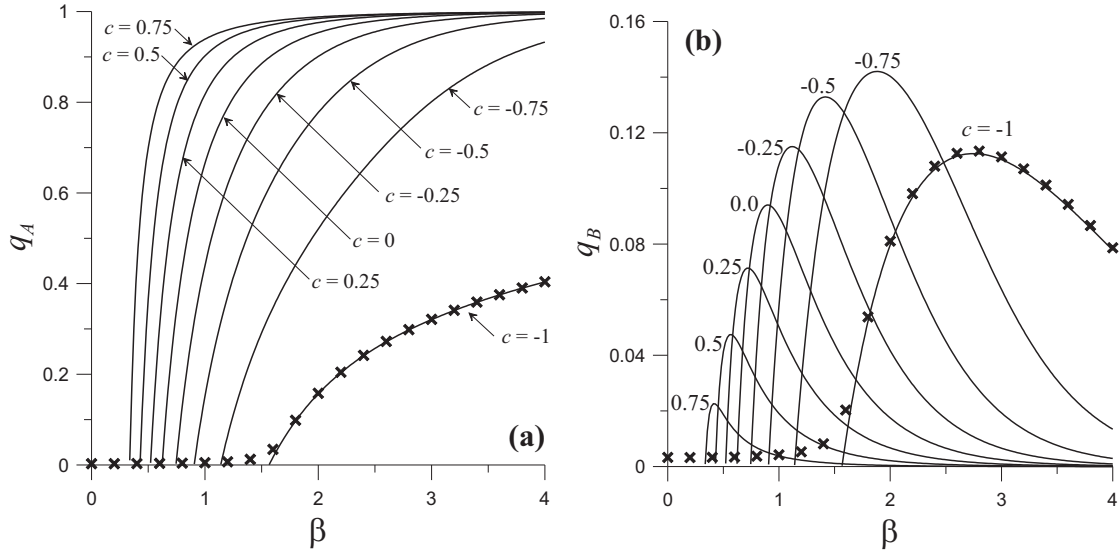 1
0.8
0.6
0.4
0.2
0
q_A
0
1
2
3
4
β
c = 0.75
c = 0.5
c = -0.75
c = -0.5
c = -0.25
c = 0
c = 0.25
c = -1
(a)
0.16
0.12
0.08
0.04
0
q_B
0
1
2
3
4
β
(b)
-0.75
-0.5
c = -1
-0.25
0.0
0.25
0.5
0.75